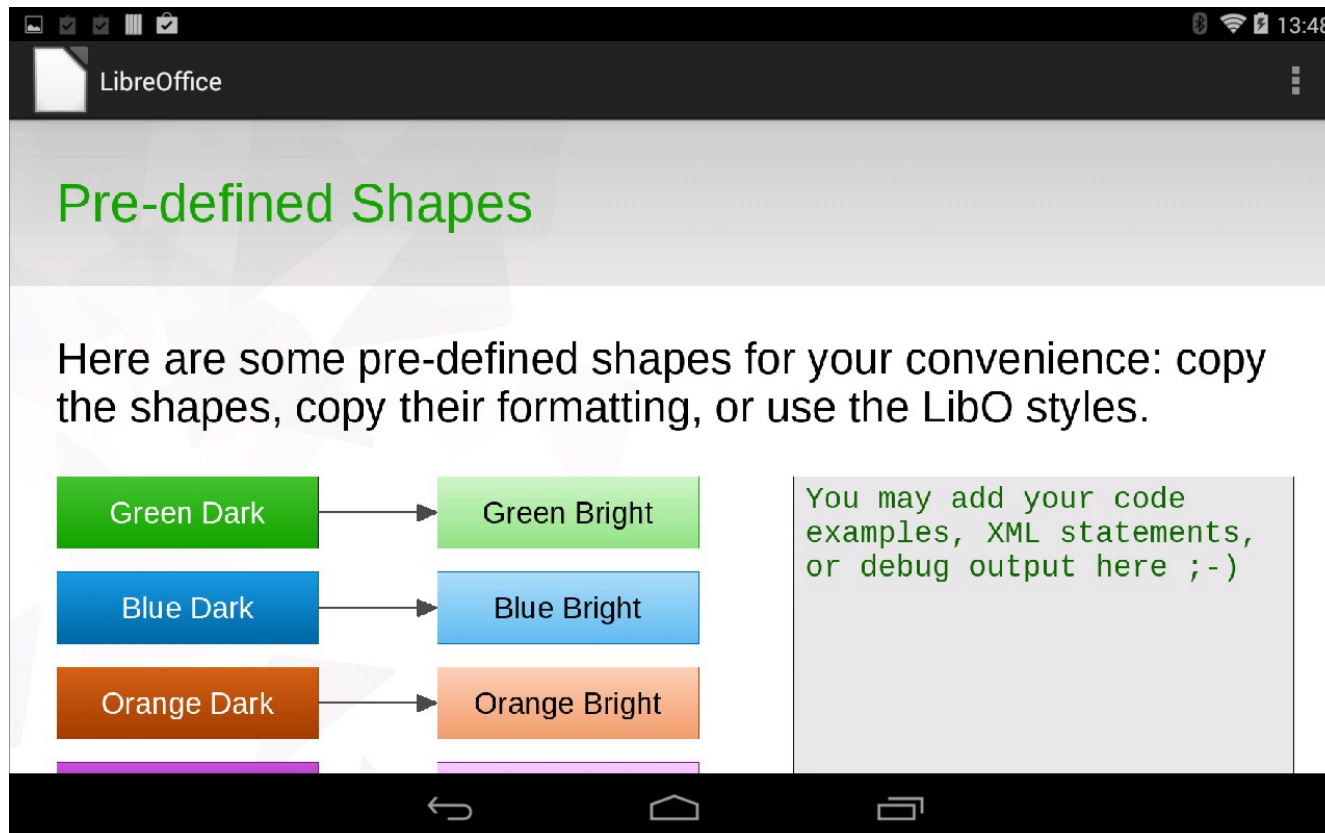 13:48
LibreOffice
Pre-defined Shapes
Here are some pre-defined shapes for your convenience: copy
the shapes, copy their formatting, or use the LibO styles.
Green Dark
Green Bright
Blue Dark
Blue Bright
Orange Dark
Orange Bright
You may add your code
examples, XML statements,
or debug output here ;-)